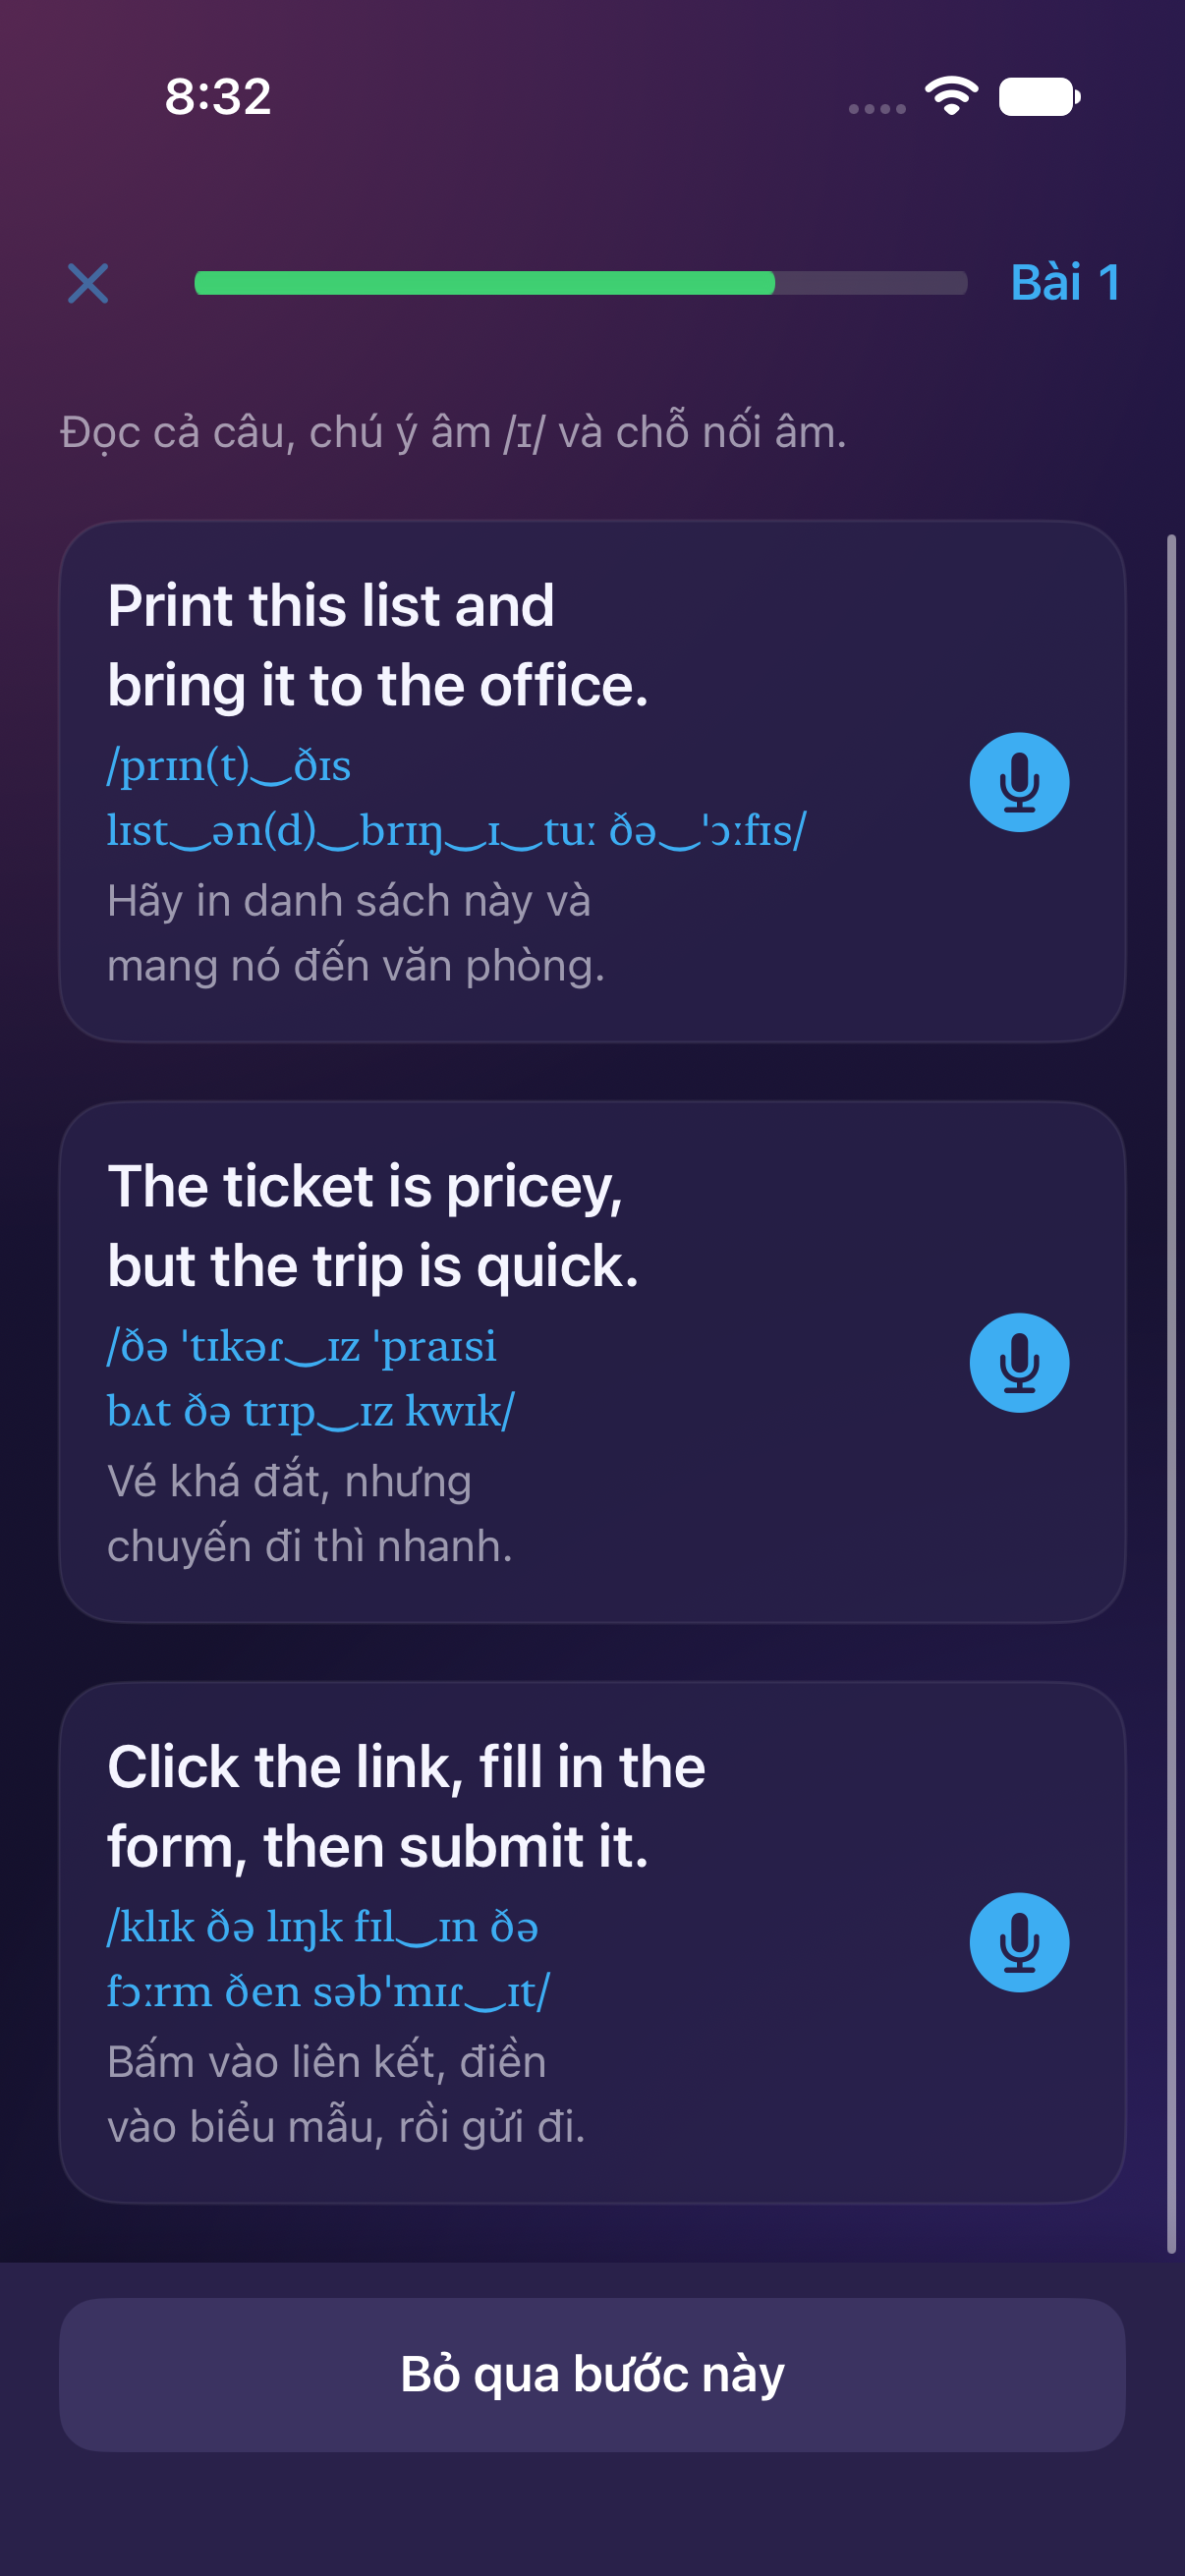 8:32
Bài 1
Đọc cả câu, chú ý âm /ɪ/ và chỗ nối âm.
Print this list and
bring it to the office.
/prɪn(t)‿ðɪs
lɪst‿ən(d)‿brɪŋ‿ɪ‿tuː ðə‿ˈɔːfɪs/
Hãy in danh sách này và
mang nó đến văn phòng.
The ticket is pricey,
but the trip is quick.
/ðə ˈtɪkəɾ‿ɪz ˈpraɪsi
bʌt ðə trɪp‿ɪz kwɪk/
Vé khá đắt, nhưng
chuyến đi thì nhanh.
Click the link, fill in the
form, then submit it.
/klɪk ðə lɪŋk fɪl‿ɪn ðə
fɔːrm ðen səbˈmɪɾ‿ɪt/
Bấm vào liên kết, điền
vào biểu mẫu, rồi gửi đi.
Bỏ qua bước này